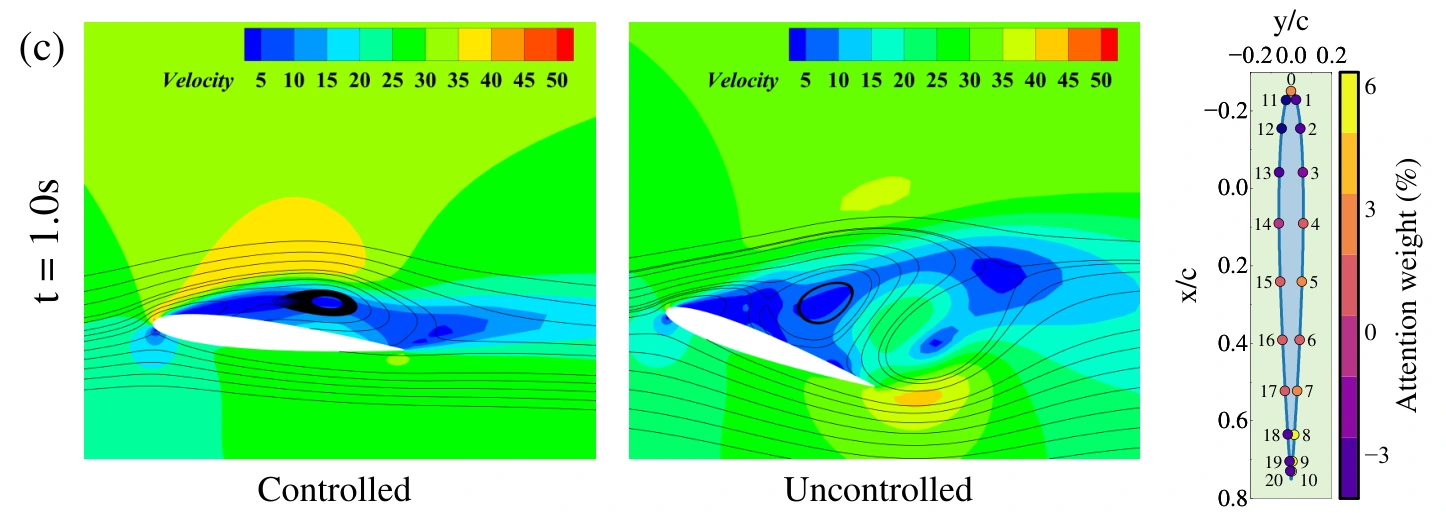 (c)
t = 1.0s
Velocity 5 10 15 20 25 30 35 40 45 50
Controlled
Velocity 5 10 15 20 25 30 35 40 45 50
Uncontrolled
y/c
−0.2 0.0 0.2
x/c
−0.2
0.0
0.2
0.4
0.6
0.8
0
11 1
12 2
13 3
14 4
15 5
16 6
17 7
18 8
19 9
20 10
6
3
0
−3
Attention weight (%)